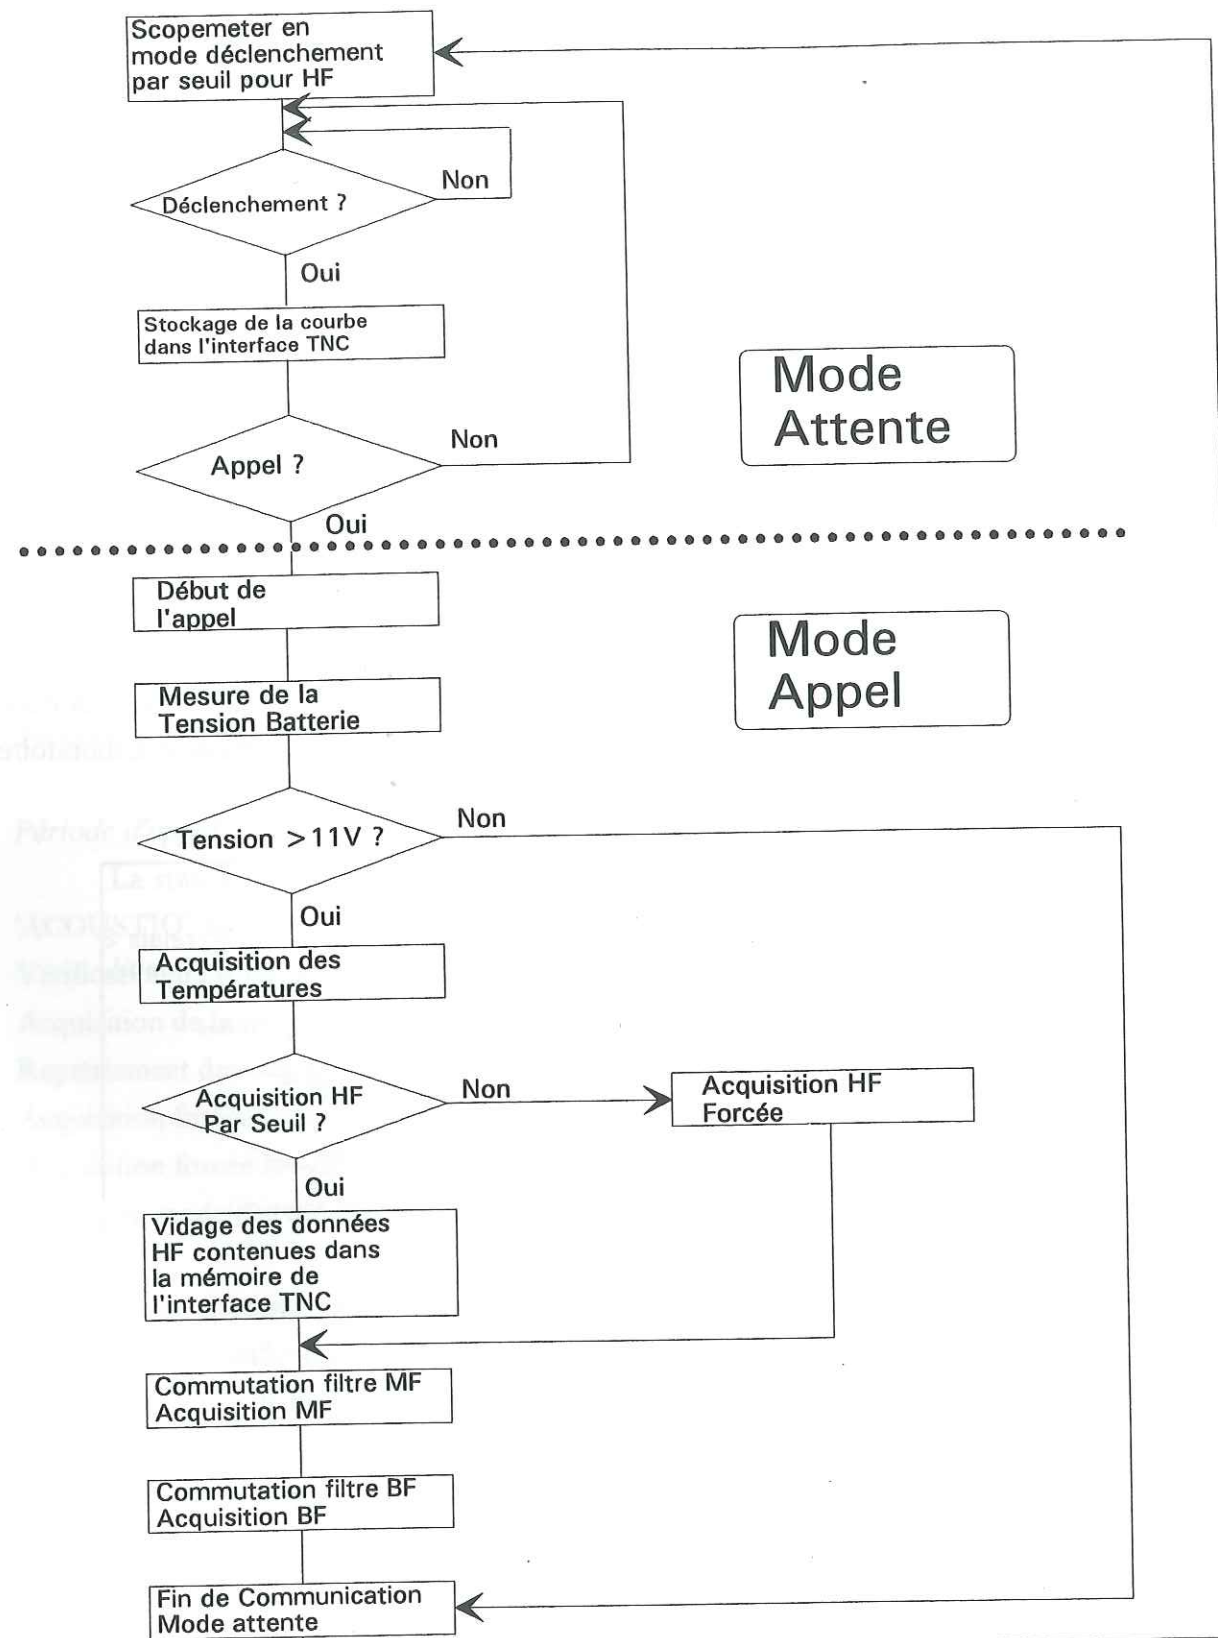 Scopemeter en
mode déclenchement
par seuil pour HF
Non
Déclenchement ?
Oui
Stockage de la courbe
dans l'interface TNC
Mode
Attente
Non
Appel ?
Oui
Début de
l'appel
Mode
Appel
Mesure de la
Tension Batterie
Non
Tension >11V ?
Oui
Acquisition des
Températures
Acquisition HF
Par Seuil ?
Non
Acquisition HF
Forcée
Oui
Vidage des données
HF contenues dans
la mémoire de
l'interface TNC
Commutation filtre MF
Acquisition MF
Commutation filtre BF
Acquisition BF
Fin de Communication
Mode attente